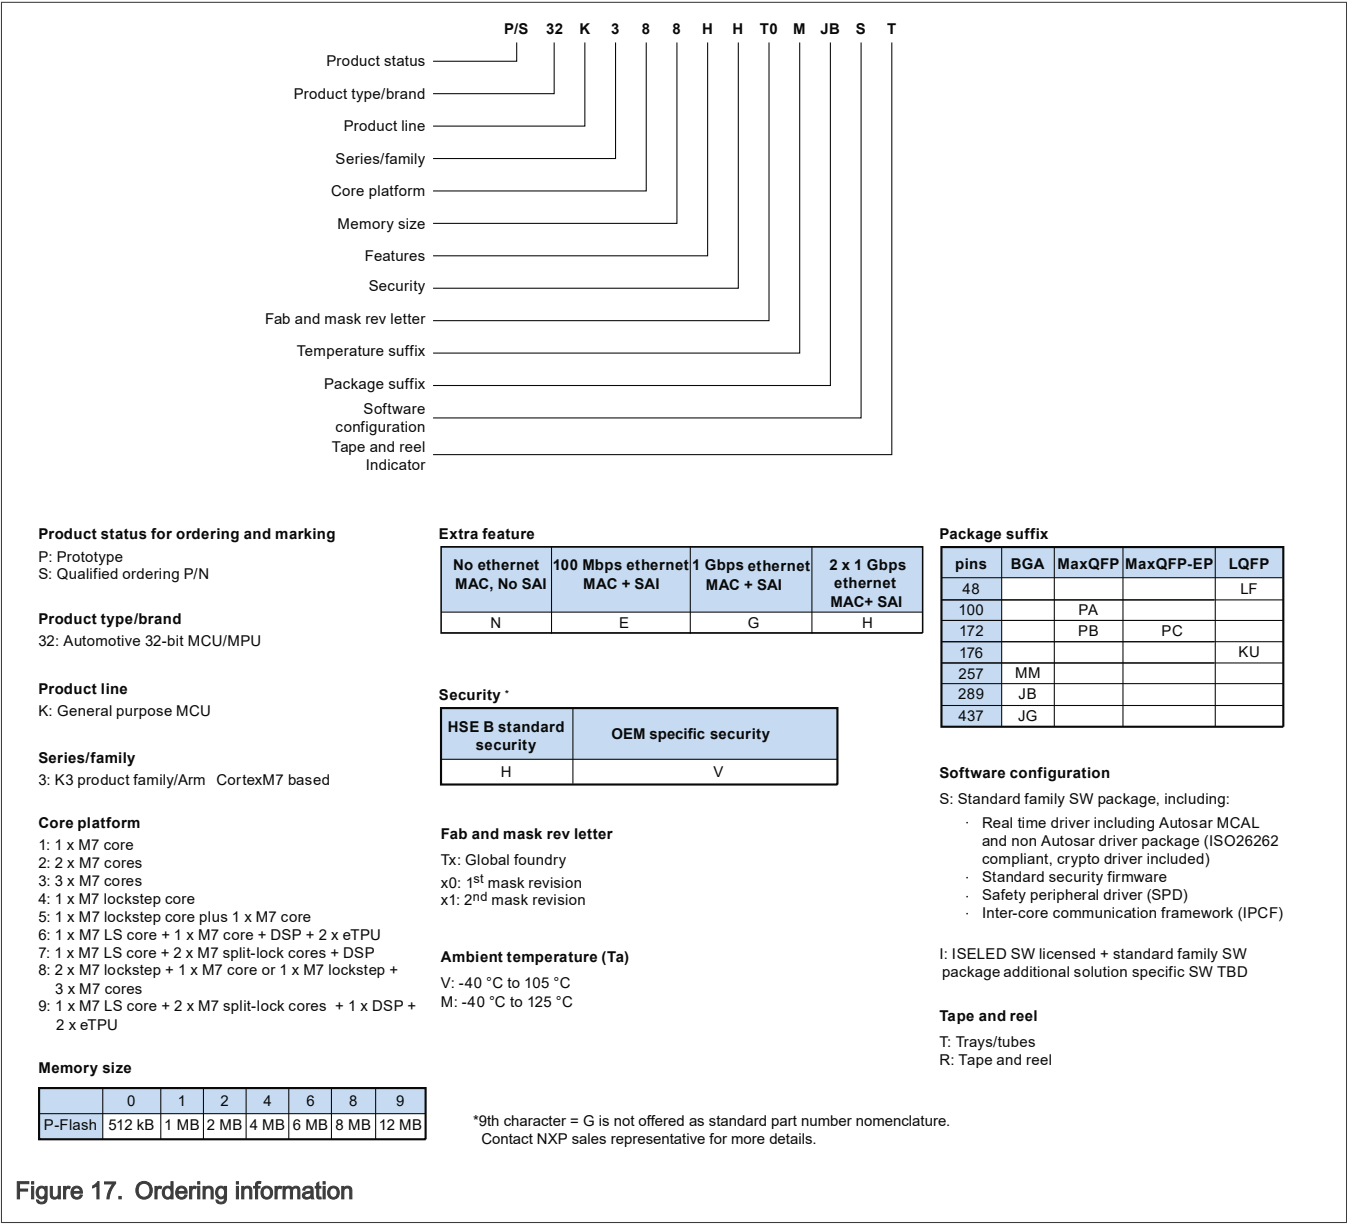 P/S 32 K 3 8 8 H H T0 M JB S T
Product status
Product type/brand
Product line
Series/family
Core platform
Memory size
Features
Security
Fab and mask rev letter
Temperature suffix
Package suffix
Software
configuration
Tape and reel
Indicator
Product status for ordering and marking
P: Prototype
S: Qualified ordering P/N
Product type/brand
32: Automotive 32-bit MCU/MPU
Product line
K: General purpose MCU
Series/family
3: K3 product family/Arm CortexM7 based
Core platform
1: 1 x M7 core
2: 2 x M7 cores
3: 3 x M7 cores
4: 1 x M7 lockstep core
5: 1 x M7 lockstep core plus 1 x M7 core
6: 1 x M7 LS core + 1 x M7 core + DSP + 2 x eTPU
7: 1 x M7 LS core + 2 x M7 split-lock cores + DSP
8: 2 x M7 lockstep + 1 x M7 core or 1 x M7 lockstep +
3 x M7 cores
9: 1 x M7 LS core + 2 x M7 split-lock cores + 1 x DSP +
2 x eTPU
Memory size
0 1 2 4 6 8 9
P-Flash 512 kB 1 MB 2 MB 4 MB 6 MB 8 MB 12 MB
Extra feature
No ethernet 100 Mbps ethernet 1 Gbps ethernet 2 x 1 Gbps
MAC, No SAI MAC + SAI MAC + SAI ethernet
MAC+ SAI
N E G H
Security *
HSE B standard OEM specific security
security
H V
Fab and mask rev letter
Tx: Global foundry
x0: 1st mask revision
x1: 2nd mask revision
Ambient temperature (Ta)
V: -40 °C to 105 °C
M: -40 °C to 125 °C
*9th character = G is not offered as standard part number nomenclature.
Contact NXP sales representative for more details.
Package suffix
pins BGA MaxQFP MaxQFP-EP LQFP
48 LF
100 PA
172 PB PC
176 KU
257 MM
289 JB
437 JG
Software configuration
S: Standard family SW package, including:
· Real time driver including Autosar MCAL
and non Autosar driver package (ISO26262
compliant, crypto driver included)
· Standard security firmware
· Safety peripheral driver (SPD)
· Inter-core communication framework (IPCF)
I: ISELED SW licensed + standard family SW
package additional solution specific SW TBD
Tape and reel
T: Trays/tubes
R: Tape and reel
Figure 17. Ordering information